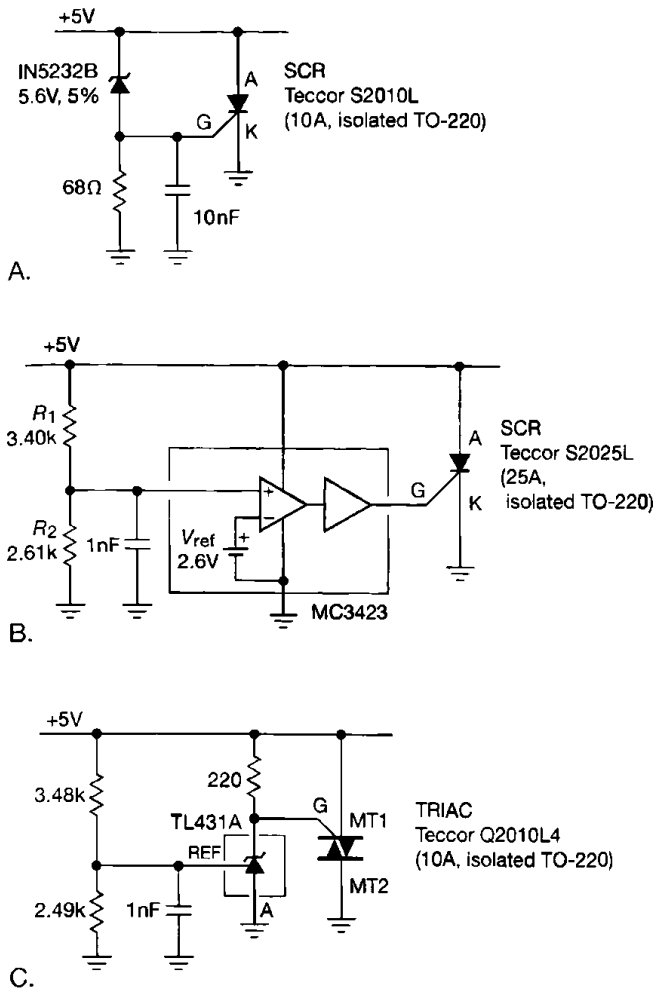 +5V
IN5232B
5.6V, 5%
A
G
K
SCR
Teccor S2010L
(10A, isolated TO-220)
68Ω
10nF
A.
+5V
R1
3.40k
R2
2.61k
1nF
+
−
Vref
2.6V
+
MC3423
G
A
K
SCR
Teccor S2025L
(25A,
isolated TO-220)
B.
+5V
3.48k
220
TL431A
REF
A
G
MT1
MT2
TRIAC
Teccor Q2010L4
(10A, isolated TO-220)
2.49k
1nF
C.